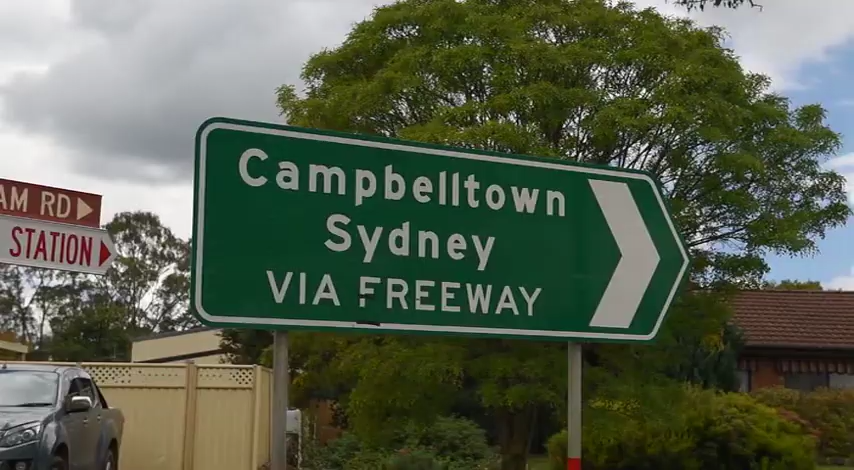 AM RD
STATION
Campbelltown
Sydney
VIA FREEWAY